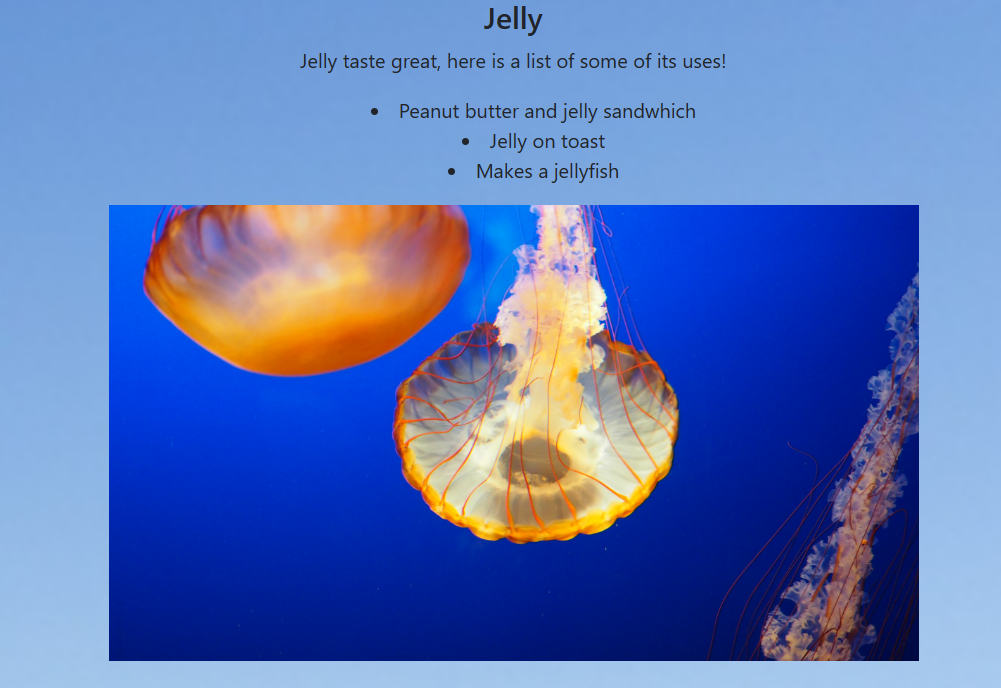 Jelly
Jelly taste great, here is a list of some of its uses!
• Peanut butter and jelly sandwhich
• Jelly on toast
• Makes a jellyfish